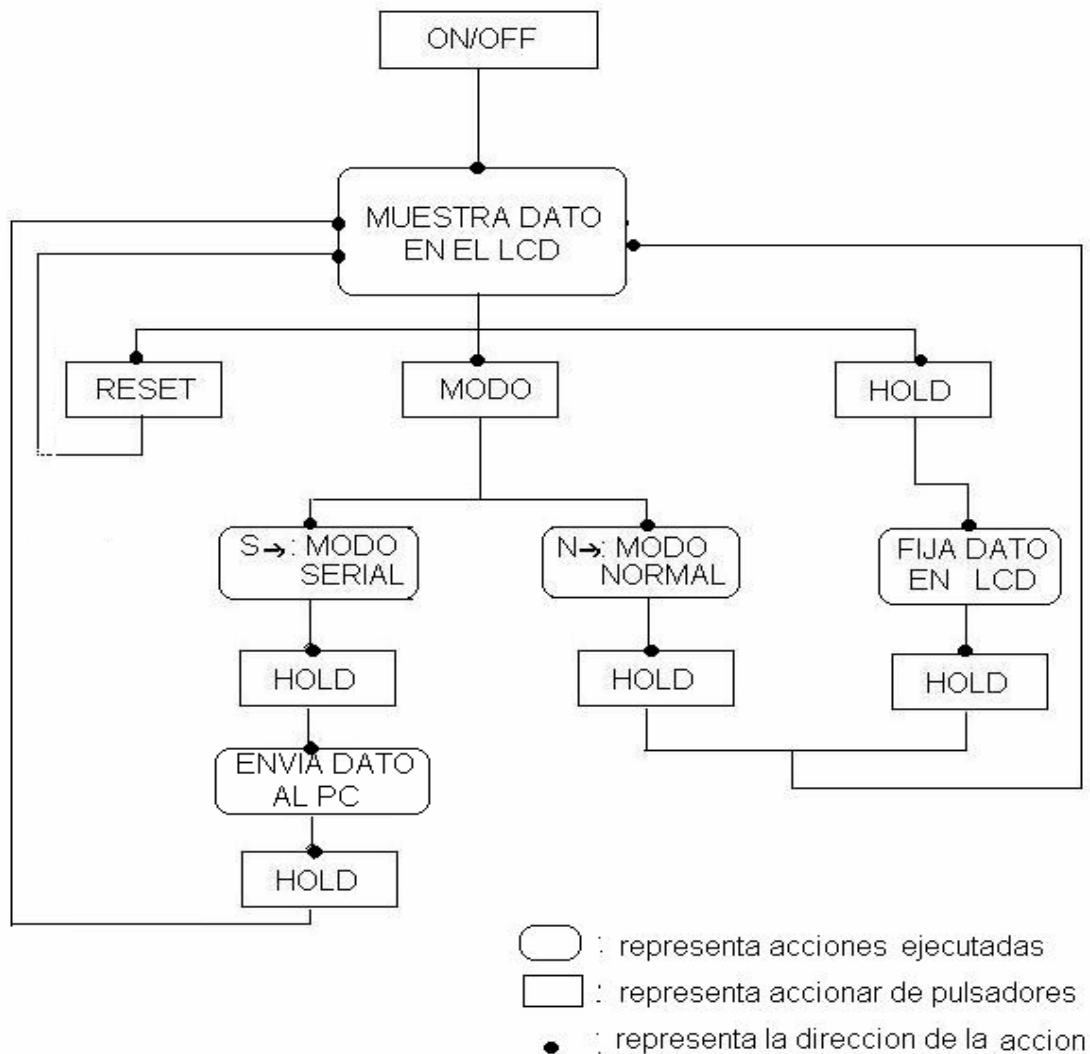 ON/OFF
MUESTRA DATO
EN EL LCD
RESET
MODO
HOLD
S→: MODO
SERIAL
N→: MODO
NORMAL
FIJA DATO
EN LCD
HOLD
HOLD
HOLD
ENVIA DATO
AL PC
HOLD
: representa acciones ejecutadas
: representa accionar de pulsadores
: representa la direccion de la accion